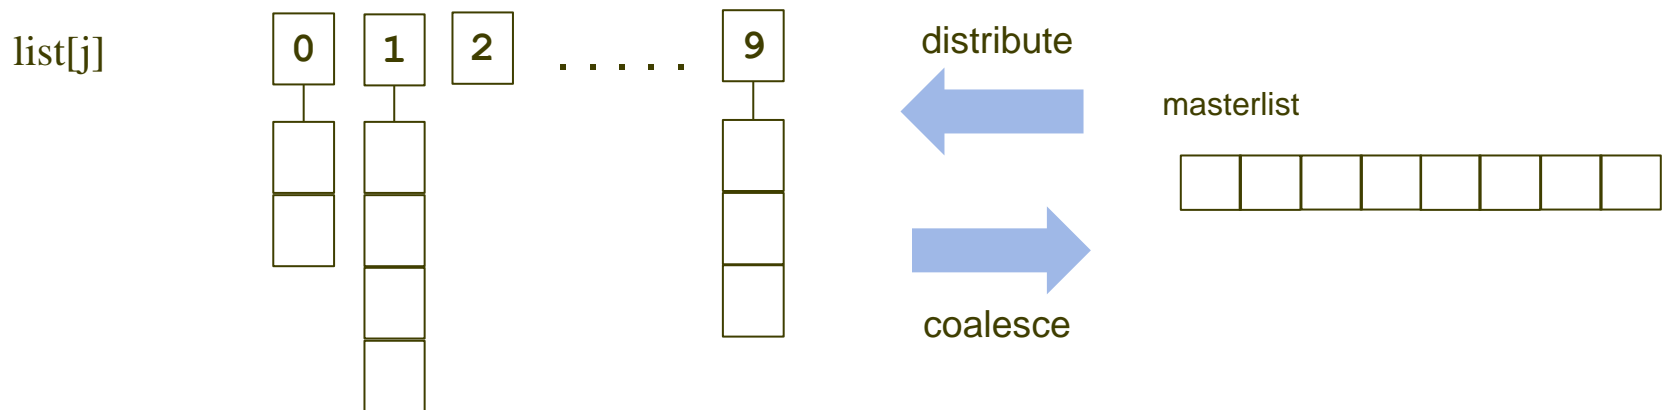 list[j]
0 1 2 ..... 9
distribute
masterlist
coalesce